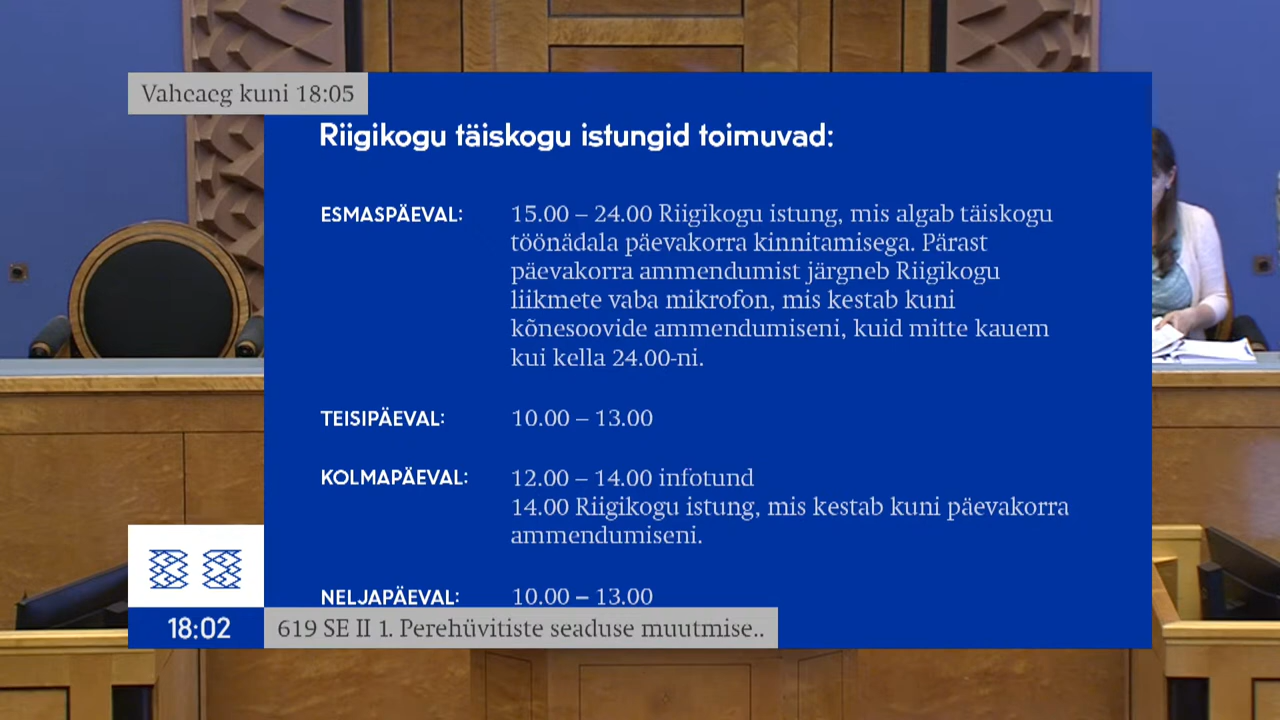 Vaheaeg kuni 18:05
Riigikogu täiskogu istungid toimuvad:
ESMASPÄEVAL:
15.00 – 24.00 Riigikogu istung, mis algab täiskogu
töönädala päevakorra kinnitamisega. Pärast
päevakorra ammendumist järgneb Riigikogu
liikmete vaba mikrofon, mis kestab kuni
kõnesoovide ammendumiseni, kuid mitte kauem
kui kella 24.00-ni.
TEISIPÄEVAL:
10.00 – 13.00
KOLMAPÄEVAL:
12.00 – 14.00 infotund
14.00 Riigikogu istung, mis kestab kuni päevakorra
ammendumiseni.
NELJAPÄEVAL:
10.00 – 13.00
18:02
619 SE II 1. Perehüvitiste seaduse muutmise..